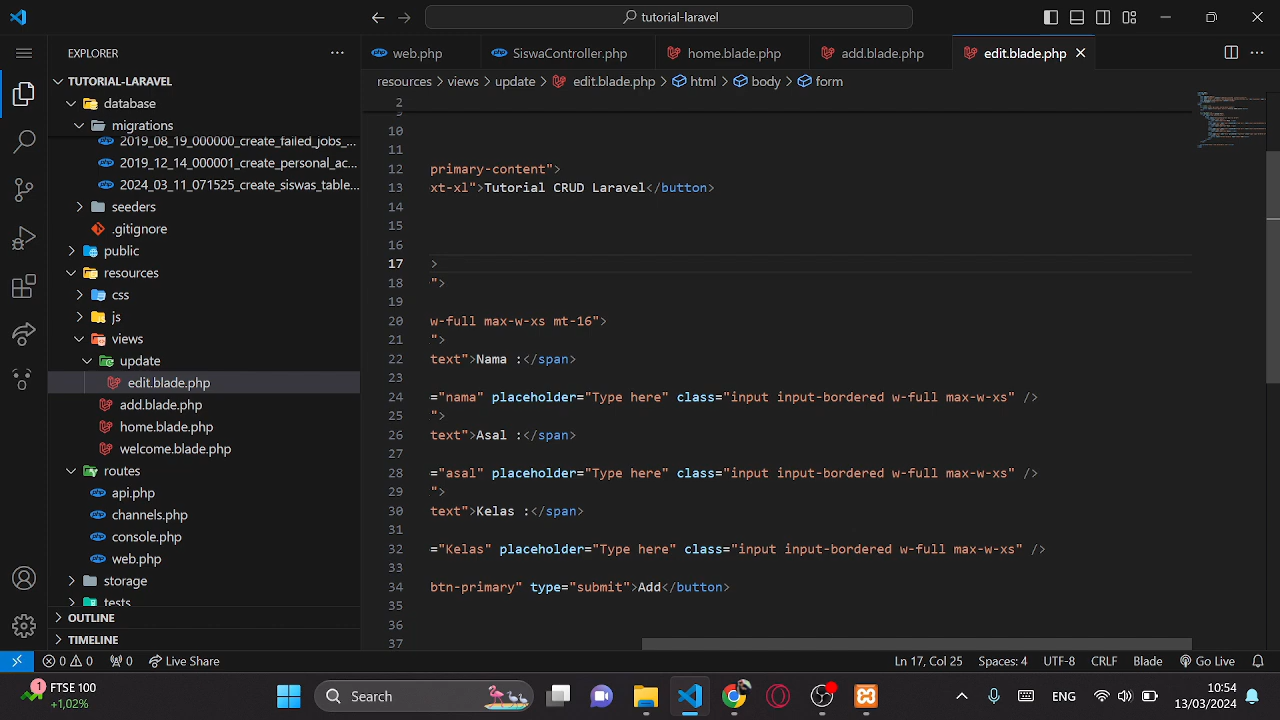 tutorial-laravel
EXPLORER
TUTORIAL-LARAVEL
database
migrations
2019_08_19_000000_create_failed_jobs_...
2019_12_14_000001_create_personal_ac...
2024_03_11_071525_create_siswas_table...
seeders
.gitignore
public
resources
css
js
views
update
edit.blade.php
add.blade.php
home.blade.php
welcome.blade.php
routes
api.php
channels.php
console.php
web.php
storage
tests
OUTLINE
TIMELINE
web.php SiswaController.php home.blade.php add.blade.php edit.blade.php
resources > views > update > edit.blade.php > html > body > form
2
9
10
11
12 primary-content">
13 xt-xl">Tutorial CRUD Laravel</button>
14
15
16
17 >
18 ">
19
20 w-full max-w-xs mt-16">
21 ">
22 text">Nama :</span>
23
24 ="nama" placeholder="Type here" class="input input-bordered w-full max-w-xs" />
25 ">
26 text">Asal :</span>
27
28 ="asal" placeholder="Type here" class="input input-bordered w-full max-w-xs" />
29 ">
30 text">Kelas :</span>
31
32 ="Kelas" placeholder="Type here" class="input input-bordered w-full max-w-xs" />
33
34 btn-primary" type="submit">Add</button>
35
36
37
0 0 0 Live Share Ln 17, Col 25 Spaces: 4 UTF-8 CRLF Blade Go Live
1 FTSE 100
+1,02%
Search
ENG
10:54
13/03/2024